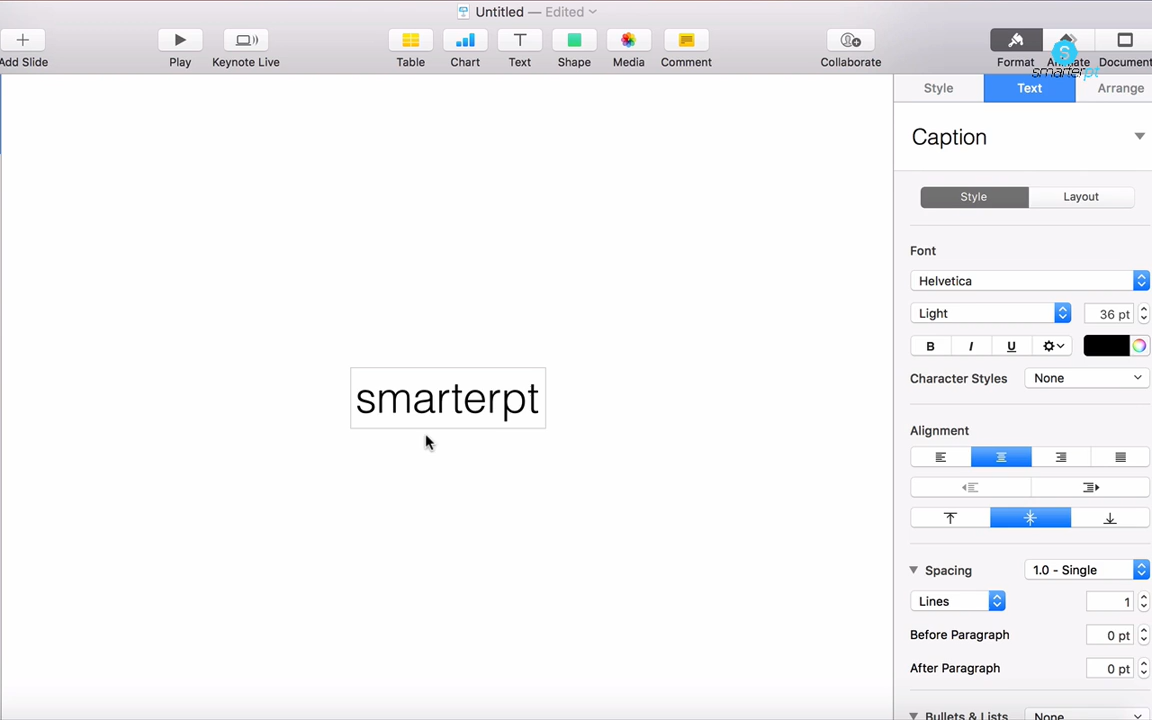 Untitled — Edited
Add Slide
Play
Keynote Live
Table
Chart
Text
Shape
Media
Comment
Collaborate
Format
Animate
Document
S
smarterpt
Style
Text
Arrange
Caption
Style
Layout
Font
Helvetica
Light
36 pt
B
I
U
Character Styles
None
Alignment
smarterpt
Spacing
1.0 - Single
Lines
1
Before Paragraph
0 pt
After Paragraph
0 pt
Bullets & Lists
None